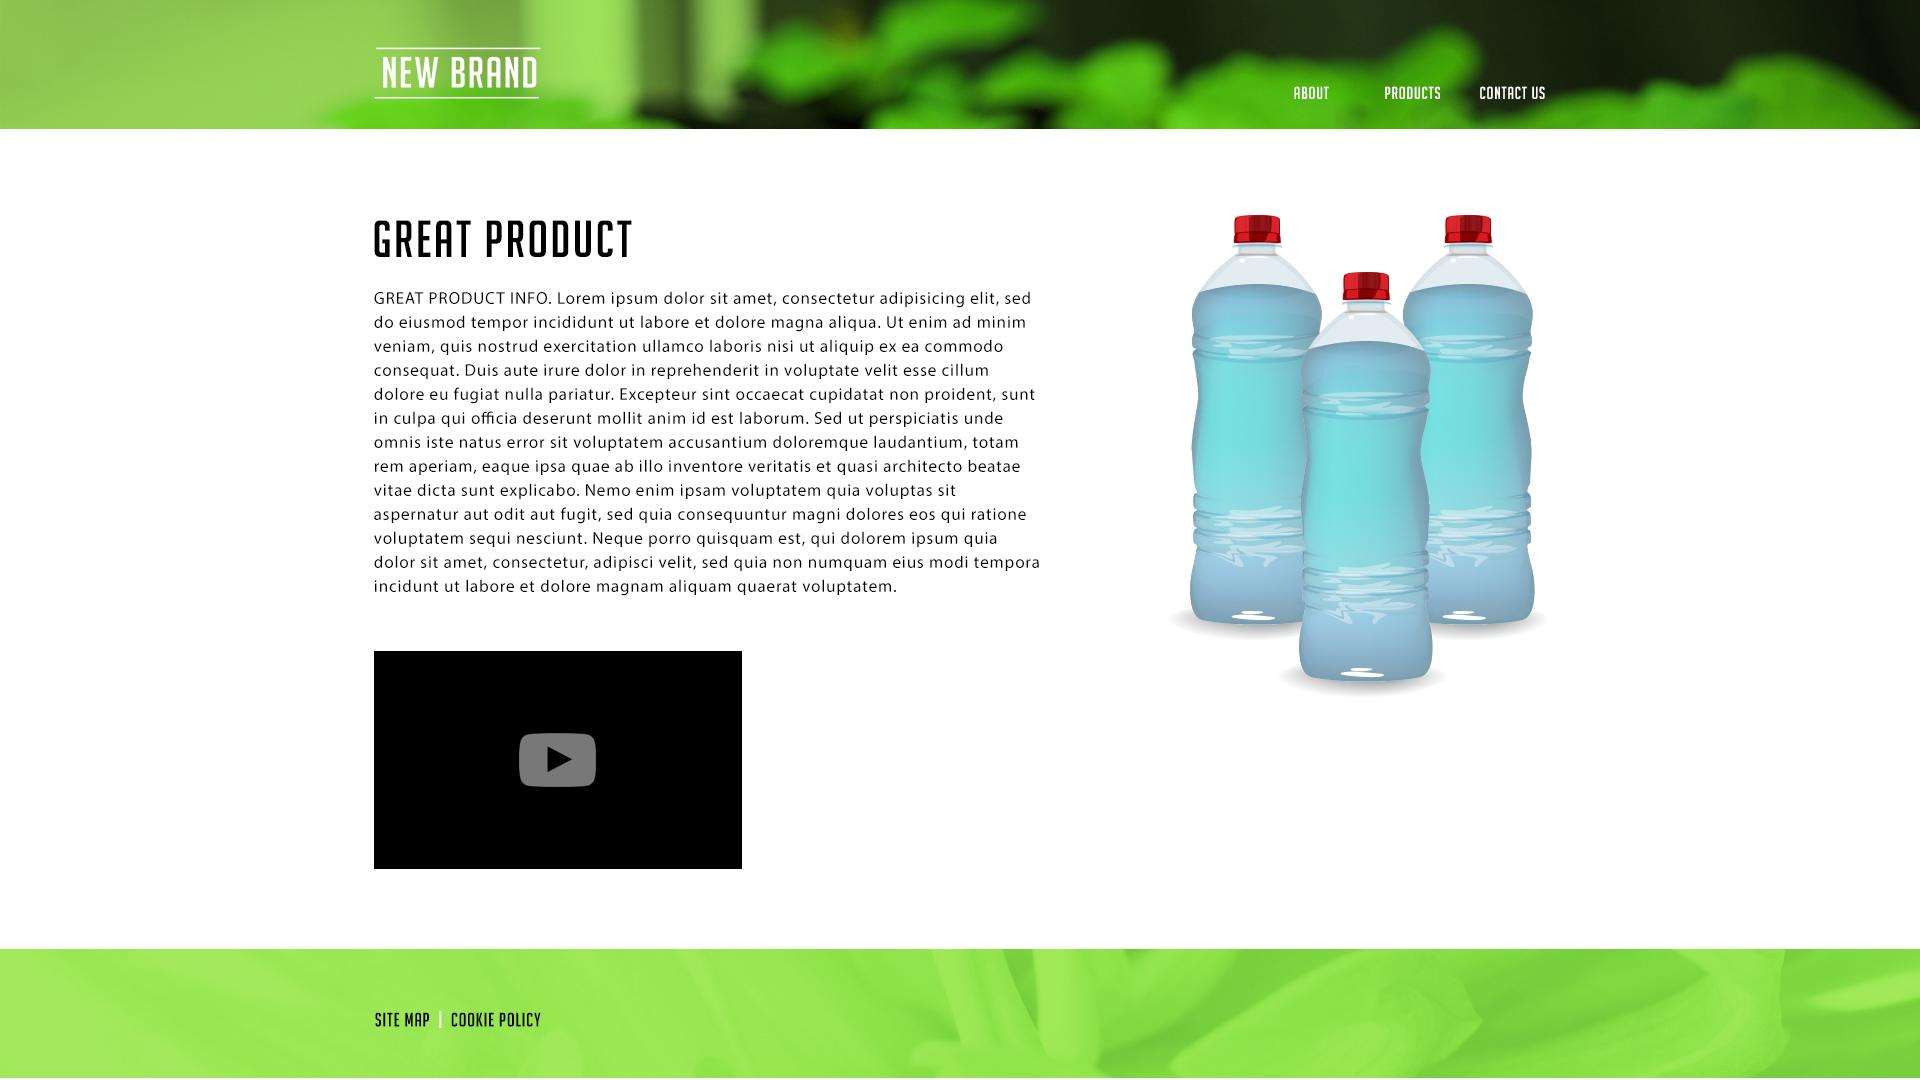 NEW BRAND
ABOUT PRODUCTS CONTACT US
GREAT PRODUCT
GREAT PRODUCT INFO. Lorem ipsum dolor sit amet, consectetur adipisicing elit, sed
do eiusmod tempor incididunt ut labore et dolore magna aliqua. Ut enim ad minim
veniam, quis nostrud exercitation ullamco laboris nisi ut aliquip ex ea commodo
consequat. Duis aute irure dolor in reprehenderit in voluptate velit esse cillum
dolore eu fugiat nulla pariatur. Excepteur sint occaecat cupidatat non proident, sunt
in culpa qui officia deserunt mollit anim id est laborum. Sed ut perspiciatis unde
omnis iste natus error sit voluptatem accusantium doloremque laudantium, totam
rem aperiam, eaque ipsa quae ab illo inventore veritatis et quasi architecto beatae
vitae dicta sunt explicabo. Nemo enim ipsam voluptatem quia voluptas sit
aspernatur aut odit aut fugit, sed quia consequuntur magni dolores eos qui ratione
voluptatem sequi nesciunt. Neque porro quisquam est, qui dolorem ipsum quia
dolor sit amet, consectetur, adipisci velit, sed quia non numquam eius modi tempora
incidunt ut labore et dolore magnam aliquam quaerat voluptatem.
SITE MAP | COOKIE POLICY